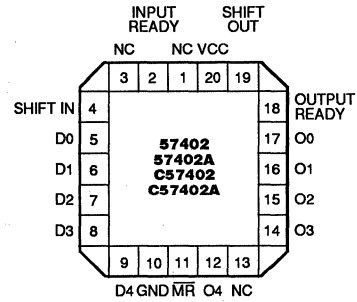 INPUT READY
SHIFT OUT
NC
NC VCC
3 2 1 20 19
SHIFT IN 4
18 OUTPUT READY
D0 5
17 O0
D1 6
16 O1
D2 7
15 O2
D3 8
14 O3
57402
57402A
C57402
C57402A
9 10 11 12 13
D4 GND MR O4 NC